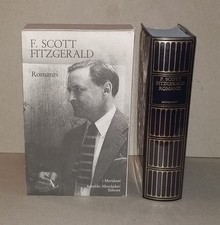 F. SCOTT
FITZGERALD
Romanzi
i Meridiani
Arnoldo Mondadori
Editore
F. SCOTT
FITZGERALD
ROMANZI